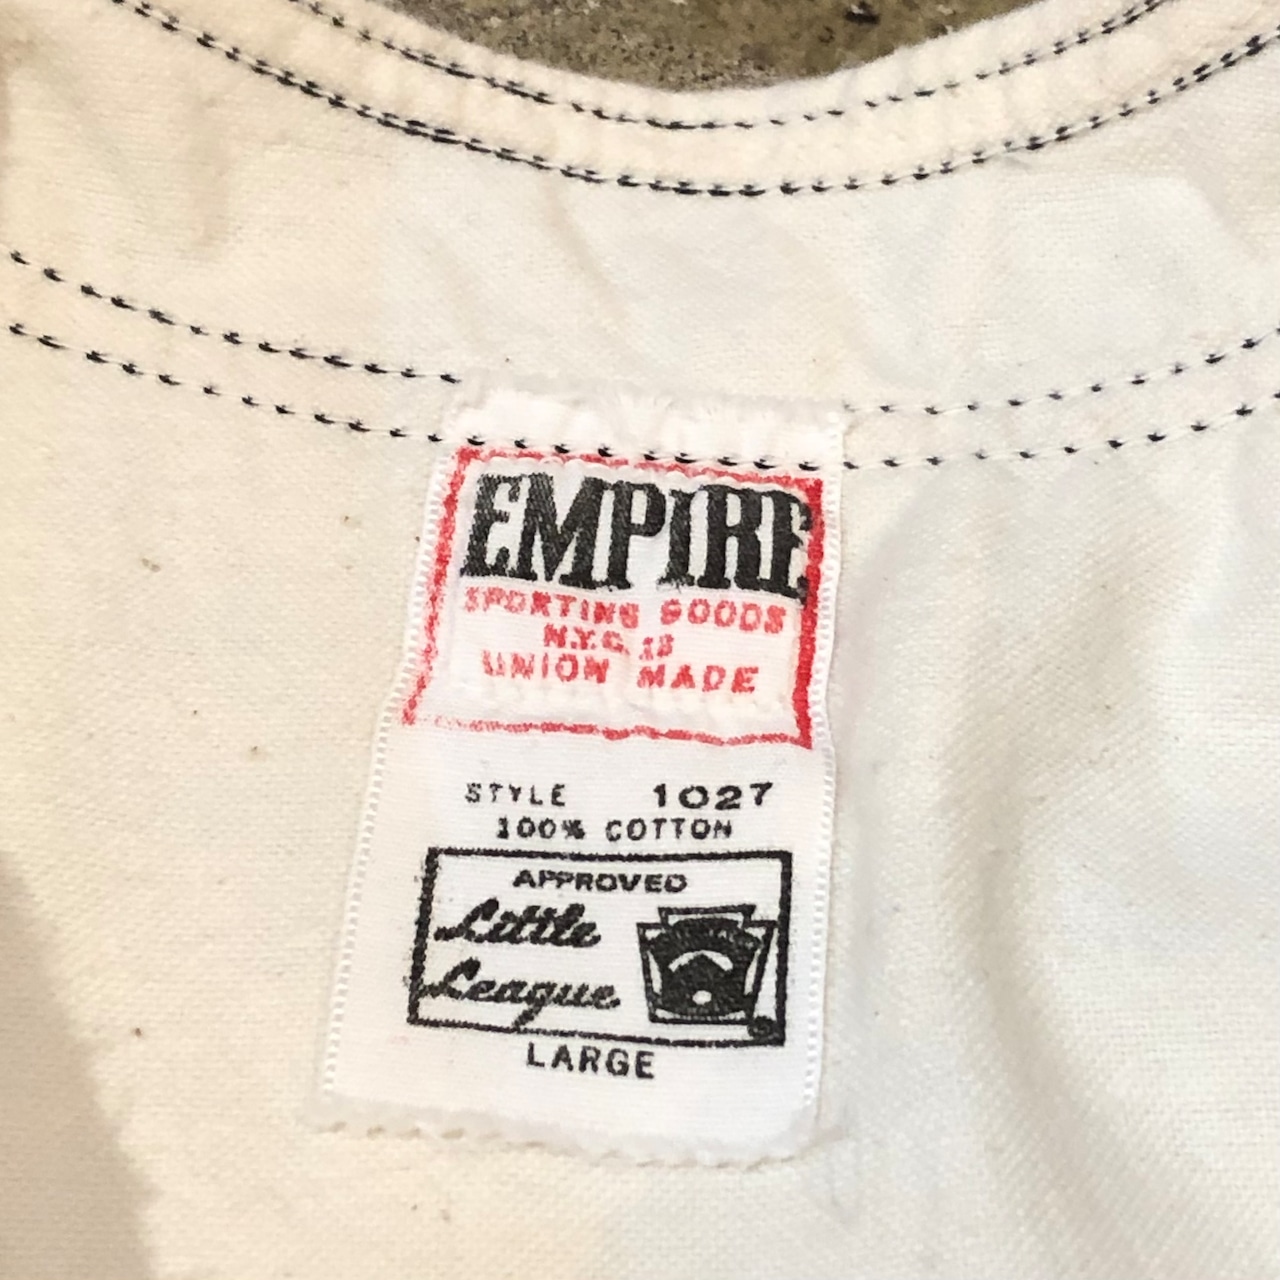 EMPIRE
SPORTING GOODS
N.Y.C. 13
UNION MADE
STYLE 1027
100% COTTON
APPROVED
Little
League
®
LARGE